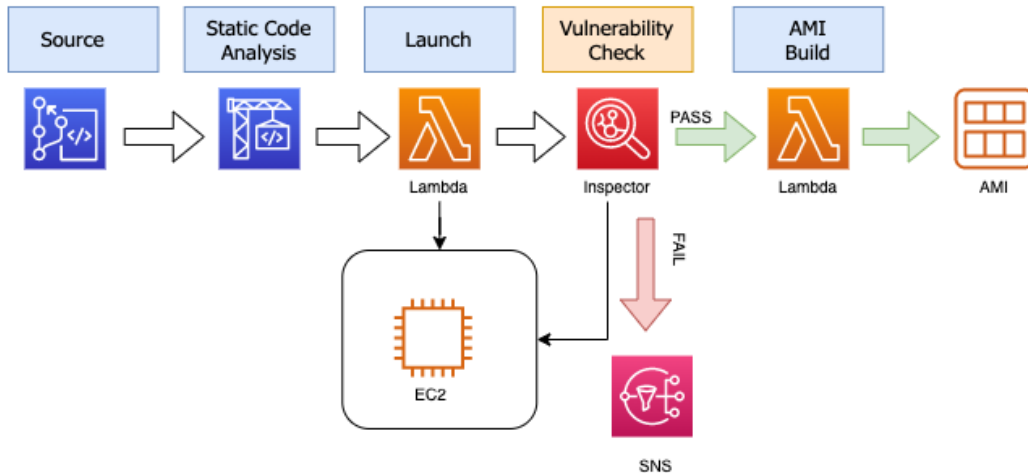 Source
Static Code
Analysis
Launch
Vulnerability
Check
AMI
Build
</>
</>
PASS
Lambda
Inspector
Lambda
AMI
FAIL
EC2
SNS